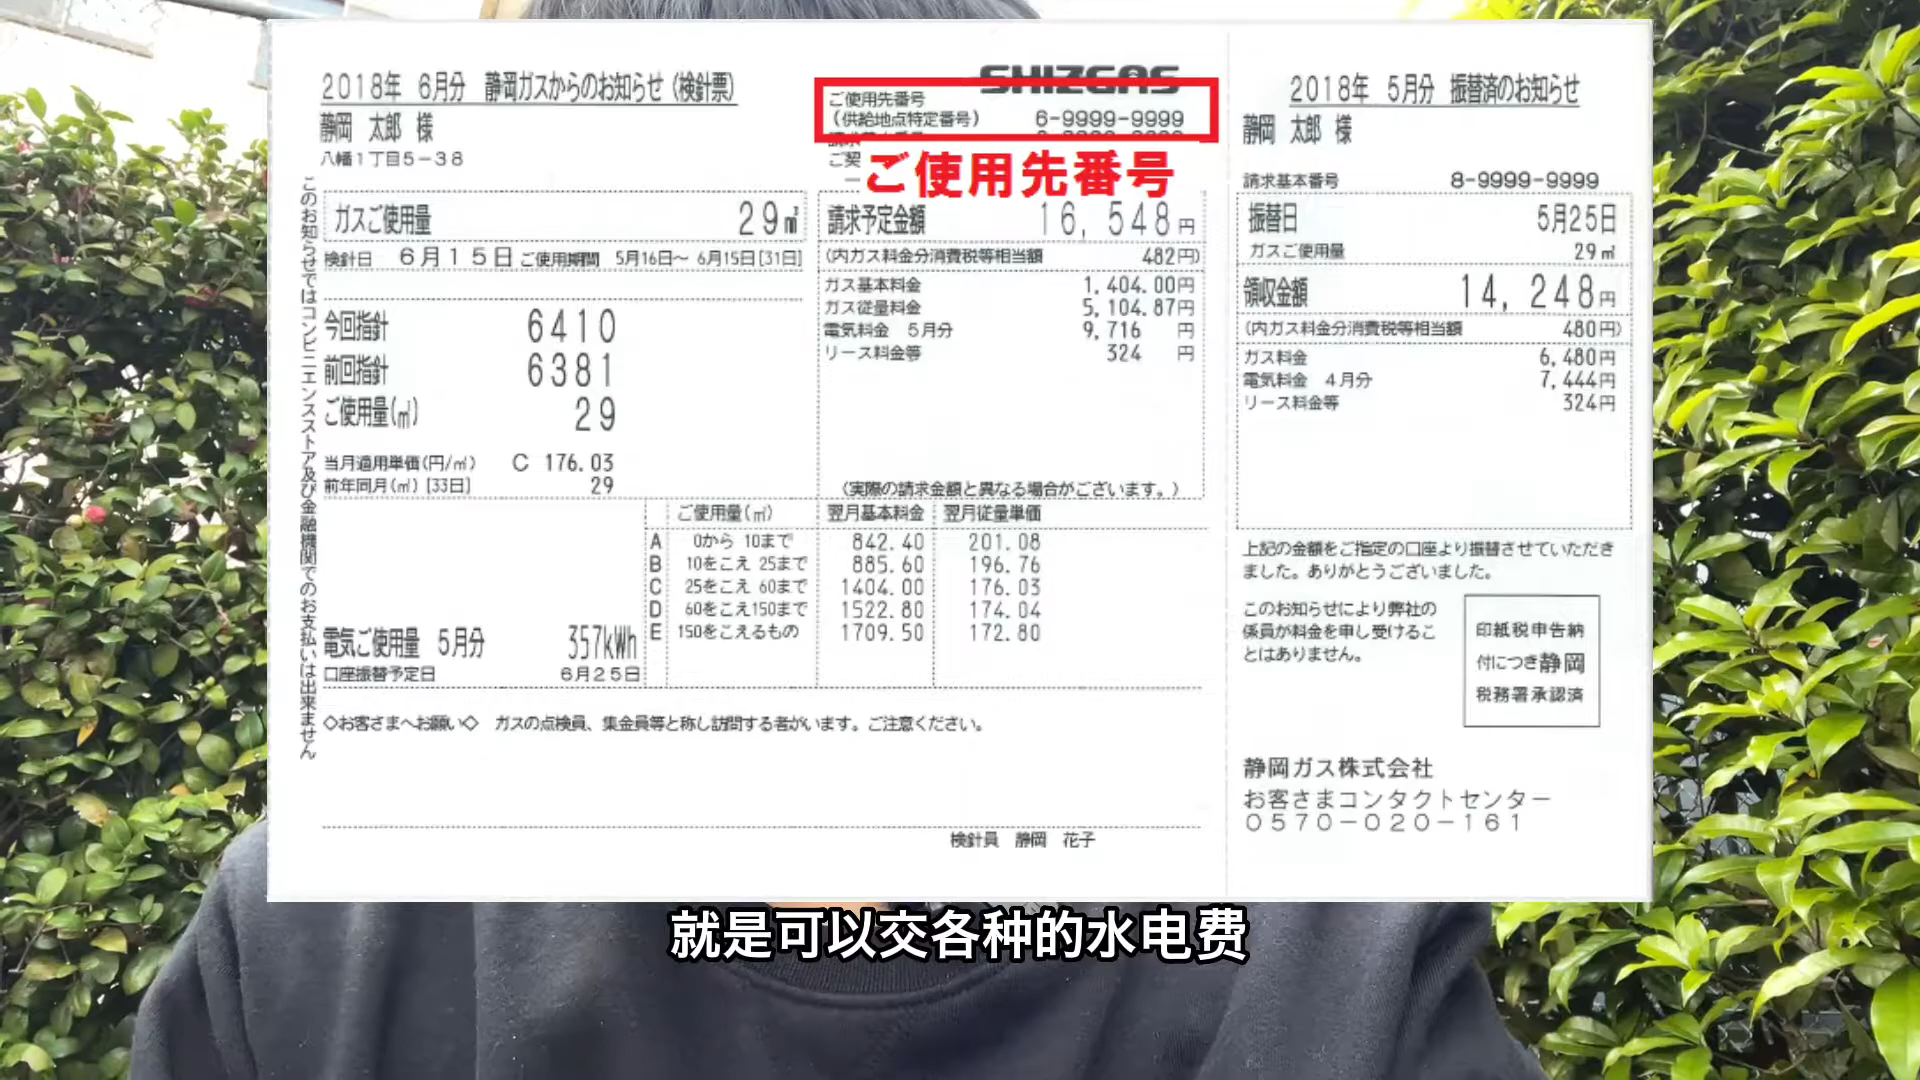 2018年 6月分 静岡ガスからのお知らせ（検針票）
静岡 太郎 様
八幡１丁目５－３８
このお知らせではコンビニエンスストア及び金融機関でのお支払いは出来ません
ガスご使用量 29㎥
検針日 6月15日 ご使用期間 5月16日～ 6月15日[31日]
今回指針 6410
前回指針 6381
ご使用量(㎥) 29
当月適用単価(円/㎥) C 176.03
前年同月(㎥) [33日] 29
電気ご使用量 5月分 357kWh
口座振替予定日 6月25日
SHIZGAS
ご使用先番号
（供給地点特定番号） 6-9999-9999
ご契
ご使用先番号
請求予定金額 16,548円
（内ガス料金分消費税等相当額 482円）
ガス基本料金 1,404.00円
ガス従量料金 5,104.87円
電気料金 5月分 9,716 円
リース料金等 324 円
（実際の請求金額と異なる場合がございます。）
ご使用量(㎥) 翌月基本料金 翌月従量単価
A 0から 10まで 842.40 201.08
B 10をこえ 25まで 885.60 196.76
C 25をこえ 60まで 1404.00 176.03
D 60をこえ150まで 1522.80 174.04
E 150をこえるもの 1709.50 172.80
◇お客さまへお願い◇ ガスの点検員、集金員等と称し訪問する者がいます。ご注意ください。
検針員 静岡 花子
2018年 5月分 振替済のお知らせ
静岡 太郎 様
請求基本番号 8-9999-9999
振替日 5月25日
ガスご使用量 29㎥
領収金額 14,248円
（内ガス料金分消費税等相当額 480円）
ガス料金 6,480円
電気料金 4月分 7,444円
リース料金等 324円
上記の金額をご指定の口座より振替させていただき
ました。ありがとうございました。
このお知らせにより弊社の
係員が料金を申し受けるこ
とはありません。
印紙税申告納
付につき静岡
税務署承認済
静岡ガス株式会社
お客さまコンタクトセンター
０５７０－０２０－１６１
就是可以交各种的水电费